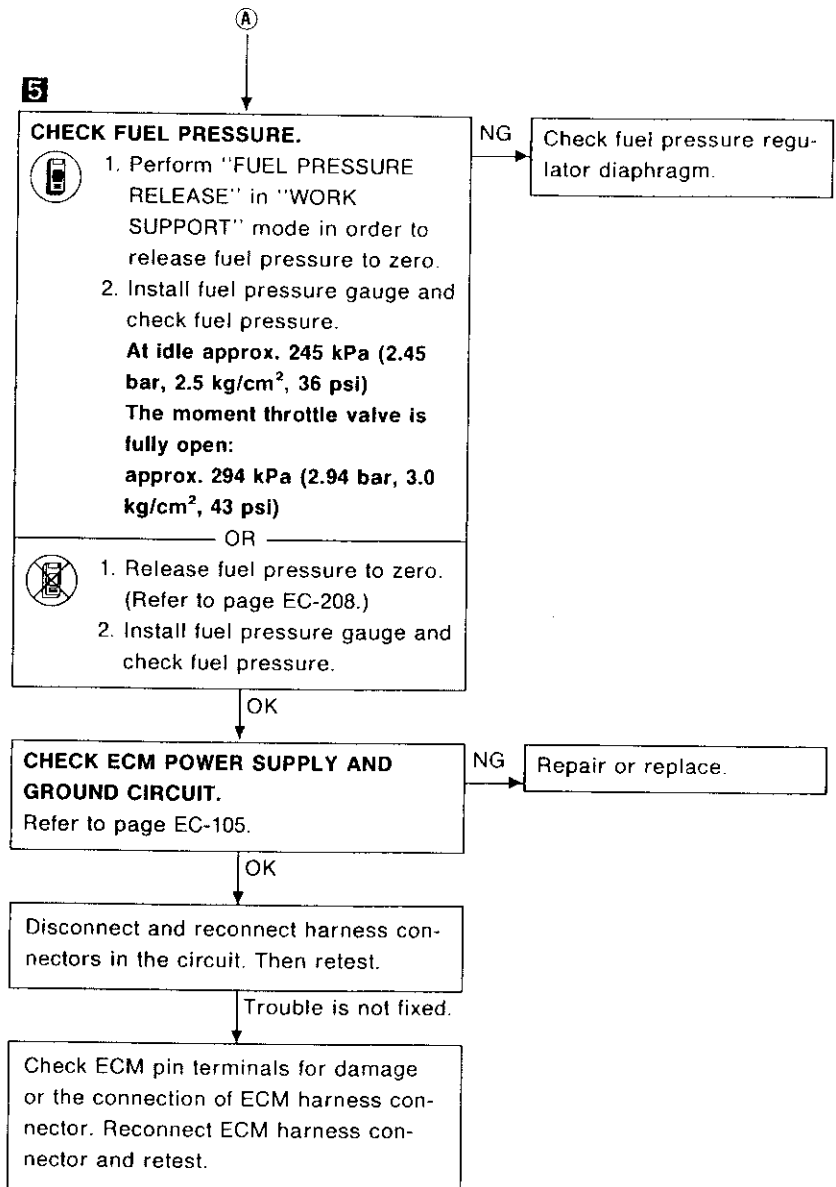 A
5
CHECK FUEL PRESSURE.
1. Perform "FUEL PRESSURE
RELEASE" in "WORK
SUPPORT" mode in order to
release fuel pressure to zero.
2. Install fuel pressure gauge and
check fuel pressure.
At idle approx. 245 kPa (2.45
bar, 2.5 kg/cm², 36 psi)
The moment throttle valve is
fully open:
approx. 294 kPa (2.94 bar, 3.0
kg/cm², 43 psi)
OR
1. Release fuel pressure to zero.
(Refer to page EC-208.)
2. Install fuel pressure gauge and
check fuel pressure.
NG
Check fuel pressure regu-
lator diaphragm.
OK
CHECK ECM POWER SUPPLY AND
GROUND CIRCUIT.
Refer to page EC-105.
NG
Repair or replace.
OK
Disconnect and reconnect harness con-
nectors in the circuit. Then retest.
Trouble is not fixed.
Check ECM pin terminals for damage
or the connection of ECM harness con-
nector. Reconnect ECM harness con-
nector and retest.